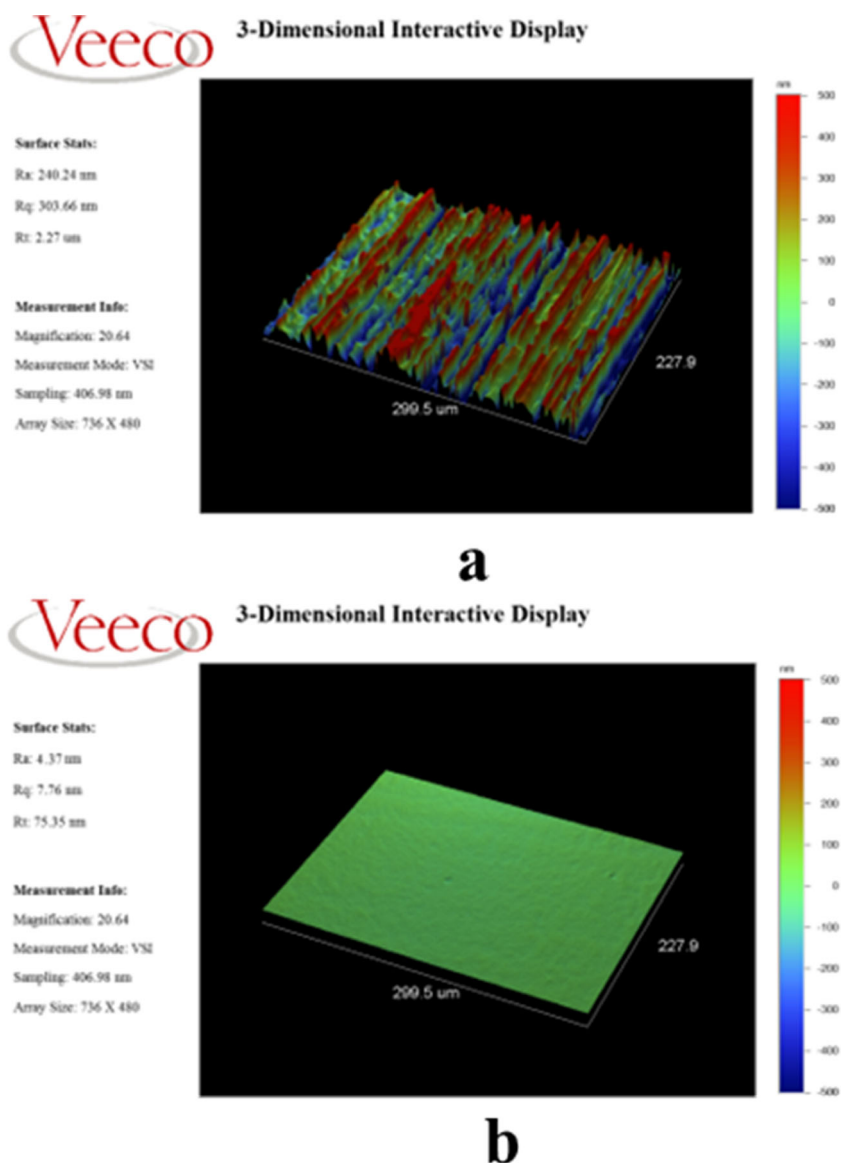 Veeco
3-Dimensional Interactive Display
Surface Stats:
Ra: 240.24 nm
Rq: 303.66 nm
Rt: 2.27 um
Measurement Info:
Magnification: 20.64
Measurement Mode: VSI
Sampling: 406.98 nm
Array Size: 736 X 480
299.5 um
227.9
nm
500
400
300
200
100
0
-100
-200
-300
-400
-500
a
Veeco
3-Dimensional Interactive Display
Surface Stats:
Ra: 4.37 nm
Rq: 7.76 nm
Rt: 75.35 nm
Measurement Info:
Magnification: 20.64
Measurement Mode: VSI
Sampling: 406.98 nm
Array Size: 736 X 480
299.5 um
227.9
nm
500
400
300
200
100
0
-100
-200
-300
-400
-500
b